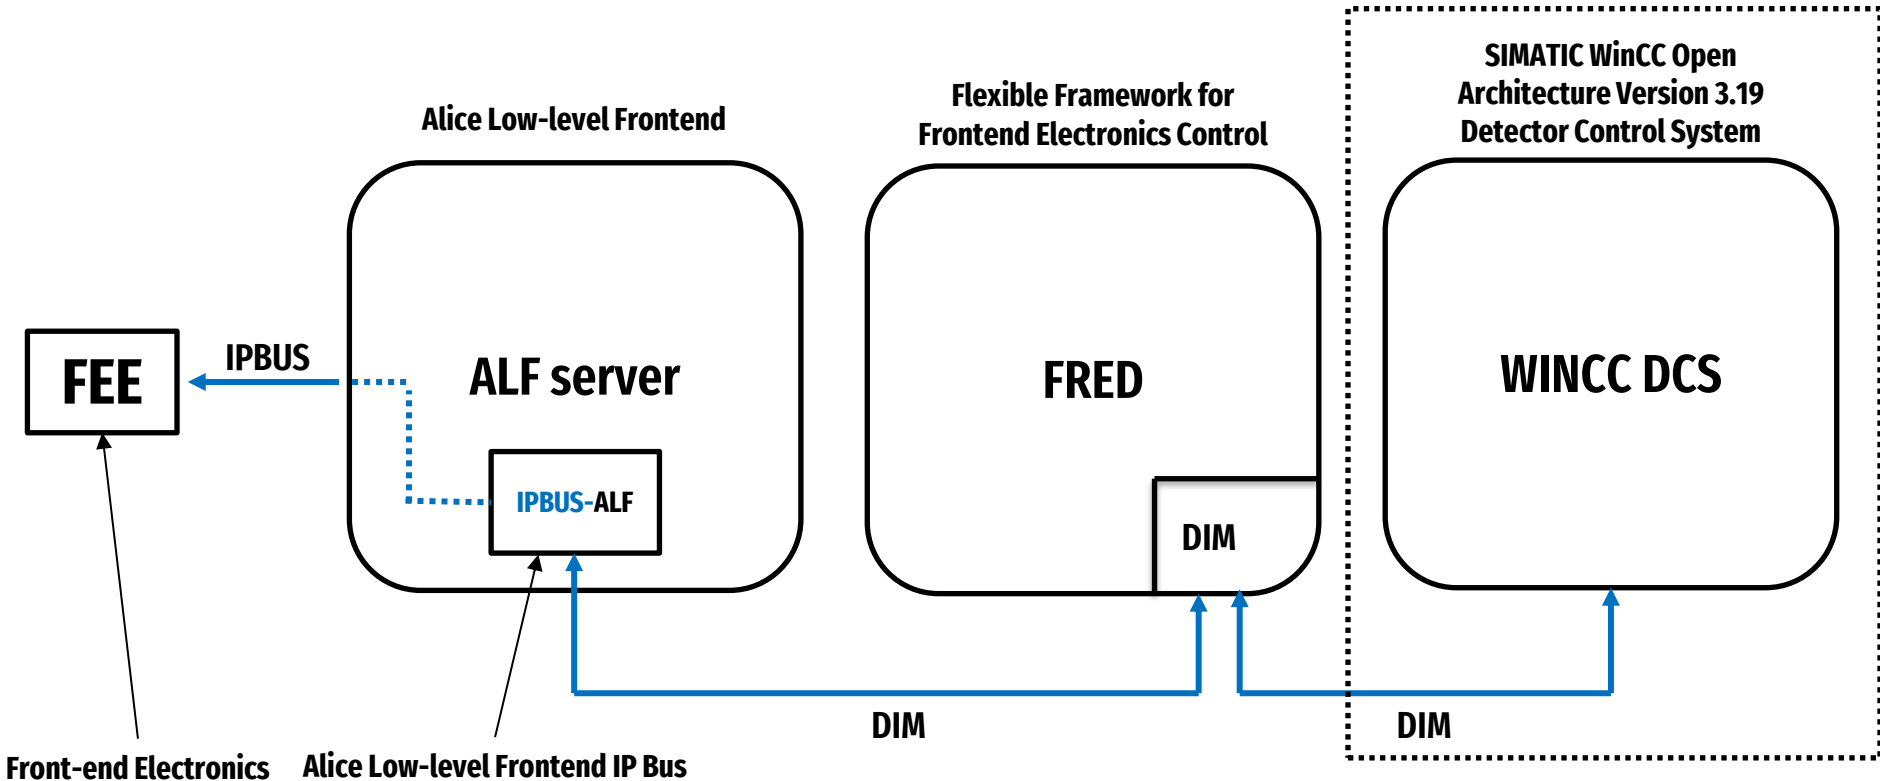 SIMATIC WinCC Open
Architecture Version 3.19
Detector Control System
Flexible Framework for
Frontend Electronics Control
Alice Low-level Frontend
FEE
IPBUS
ALF server
IPBUS-ALF
FRED
DIM
WINCC DCS
DIM
DIM
Front-end Electronics
Alice Low-level Frontend IP Bus